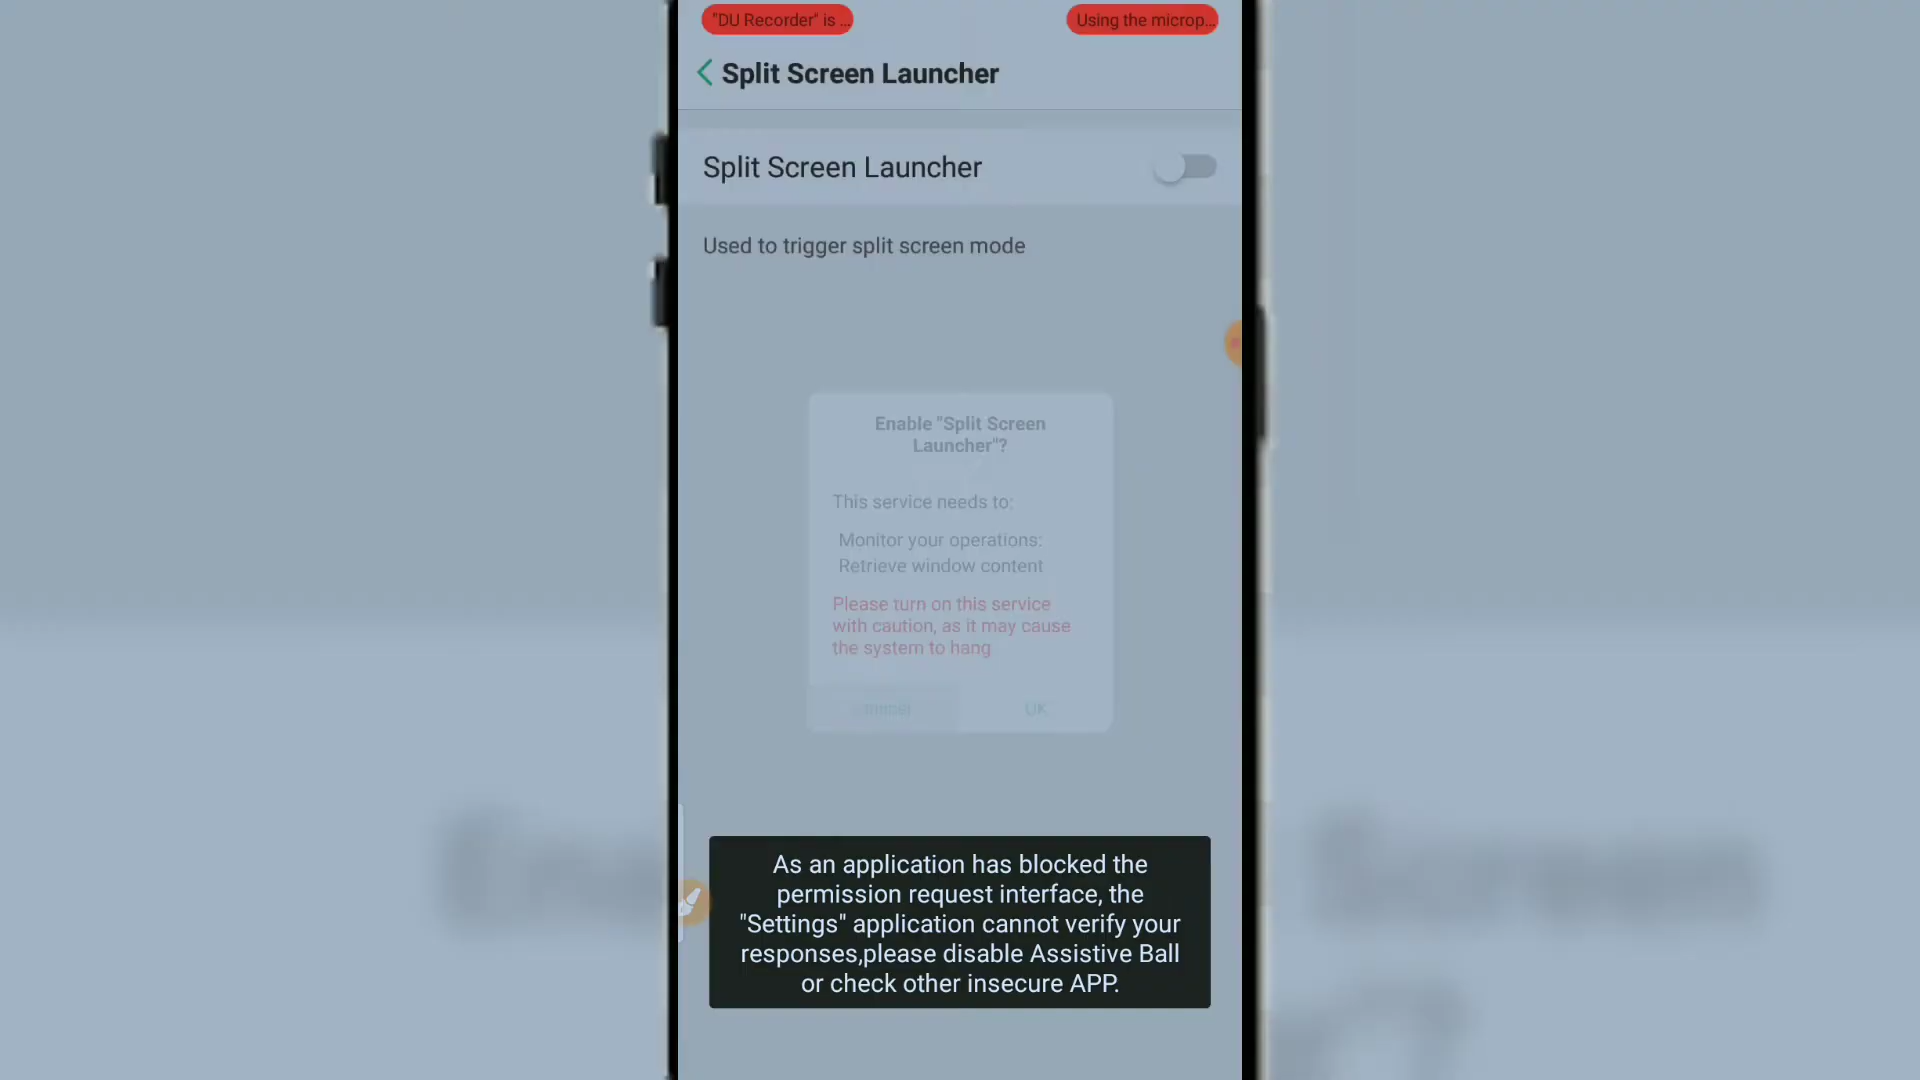 "DU Recorder" is ...
Using the microp...
Split Screen Launcher
Split Screen Launcher
Used to trigger split screen mode
Enable "Split Screen
Launcher"?
This service needs to:
Monitor your operations:
Retrieve window content
Please turn on this service
with caution, as it may cause
the system to hang
Cancel
OK
As an application has blocked the
permission request interface, the
"Settings" application cannot verify your
responses,please disable Assistive Ball
or check other insecure APP.